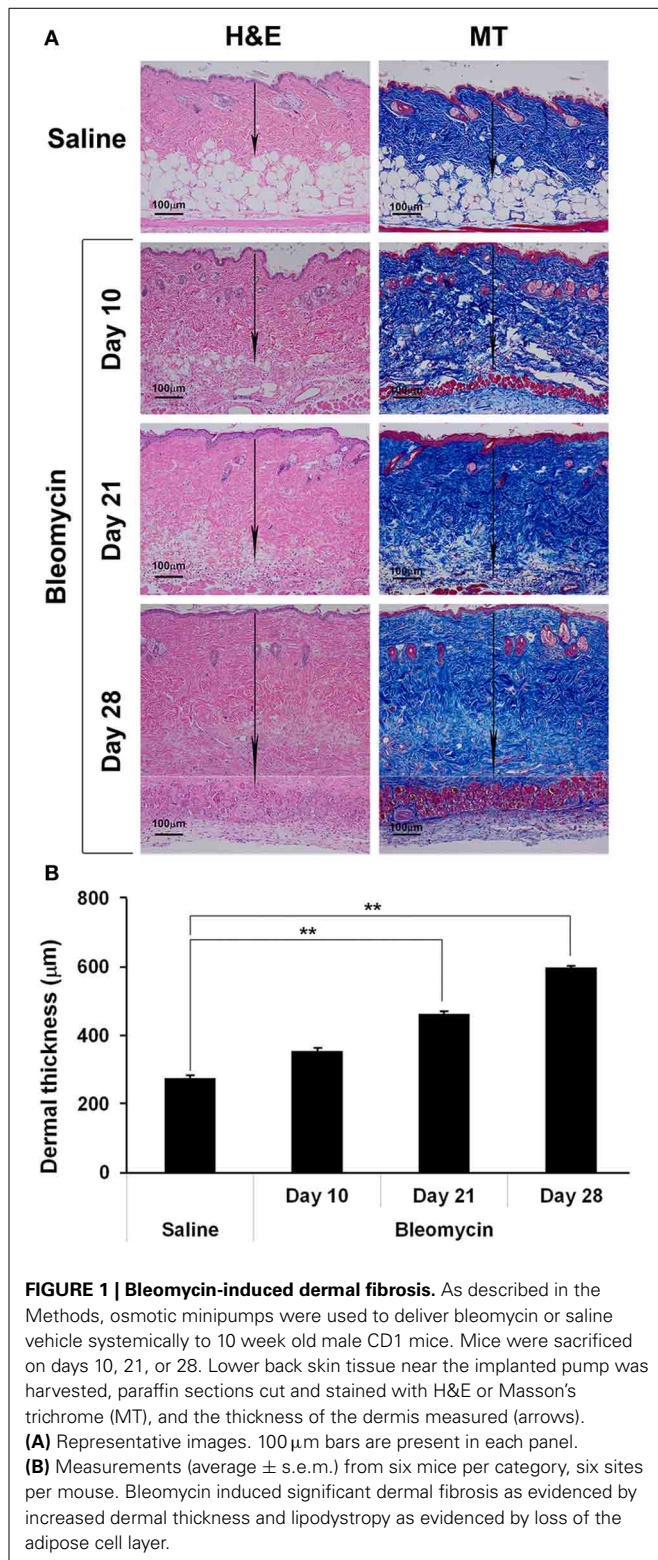 A
H&E MT
Saline
100µm 100µm
Bleomycin
Day 10
100µm 100µm
Day 21
100µm 100µm
Day 28
100µm 100µm
B
800
600
400
200
0
Dermal thickness (µm)
**
**
Day 10 Day 21 Day 28
Saline Bleomycin
FIGURE 1 | Bleomycin-induced dermal fibrosis. As described in the
Methods, osmotic minipumps were used to deliver bleomycin or saline
vehicle systemically to 10 week old male CD1 mice. Mice were sacrificed
on days 10, 21, or 28. Lower back skin tissue near the implanted pump was
harvested, paraffin sections cut and stained with H&E or Masson's
trichrome (MT), and the thickness of the dermis measured (arrows).
(A) Representative images. 100 µm bars are present in each panel.
(B) Measurements (average ± s.e.m.) from six mice per category, six sites
per mouse. Bleomycin induced significant dermal fibrosis as evidenced by
increased dermal thickness and lipodystropy as evidenced by loss of the
adipose cell layer.